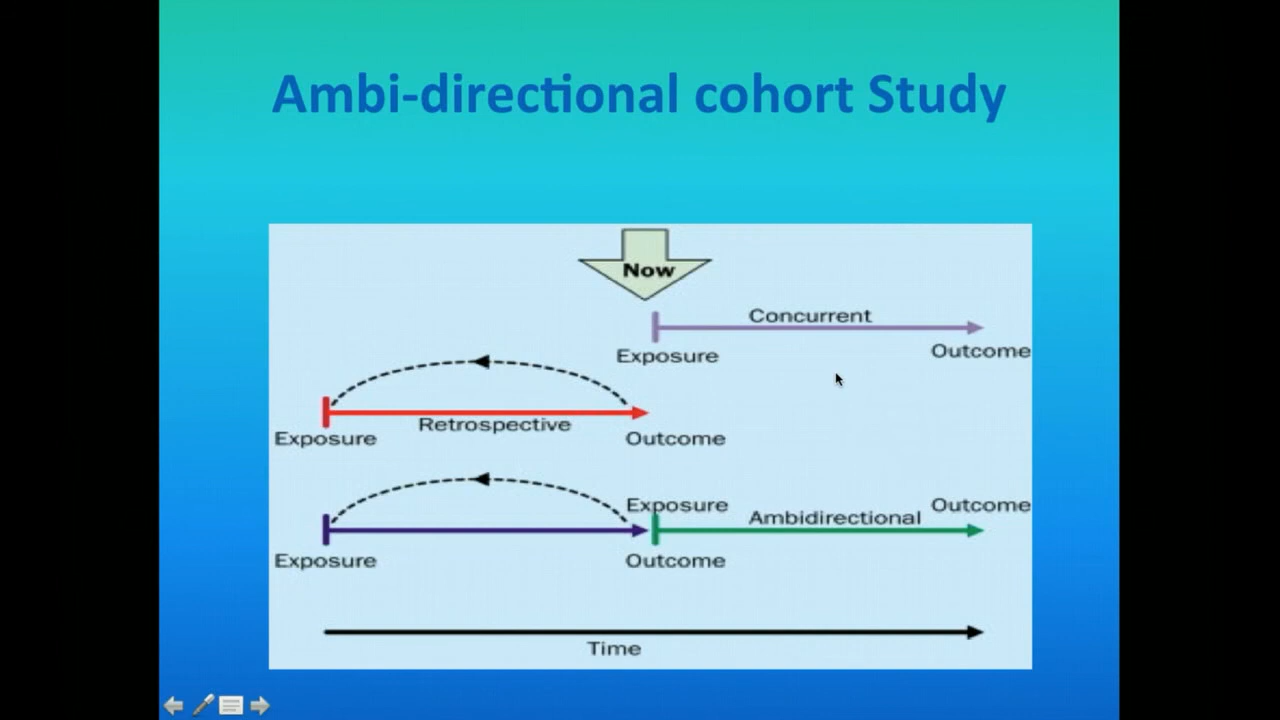 Ambi-directional cohort Study
Now
Concurrent
Exposure
Outcome
Retrospective
Exposure
Outcome
Exposure
Outcome
Ambidirectional
Exposure
Outcome
Time